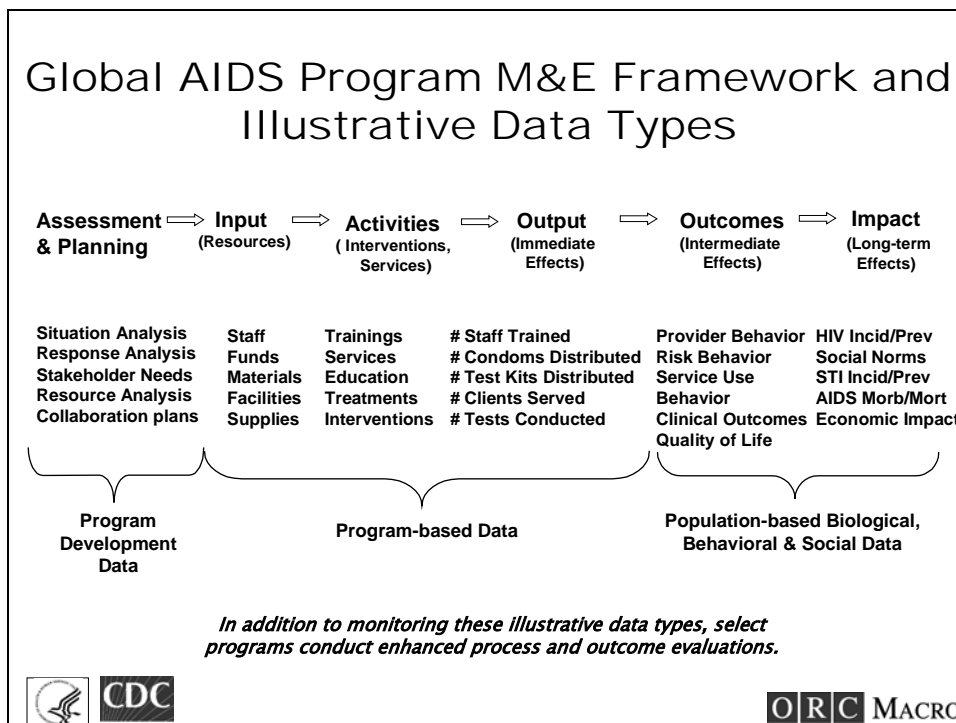 Global AIDS Program M&E Framework and
Illustrative Data Types
Assessment
& Planning
Input
(Resources)
Activities
( Interventions,
Services)
Output
(Immediate
Effects)
Outcomes
(Intermediate
Effects)
Impact
(Long-term
Effects)
Situation Analysis
Response Analysis
Stakeholder Needs
Resource Analysis
Collaboration plans
Staff
Funds
Materials
Facilities
Supplies
Trainings
Services
Education
Treatments
Interventions
# Staff Trained
# Condoms Distributed
# Test Kits Distributed
# Clients Served
# Tests Conducted
Provider Behavior
Risk Behavior
Service Use
Behavior
Clinical Outcomes
Quality of Life
HIV Incid/Prev
Social Norms
STI Incid/Prev
AIDS Morb/Mort
Economic Impact
Program
Development
Data
Program-based Data
Population-based Biological,
Behavioral & Social Data
In addition to monitoring these illustrative data types, select
programs conduct enhanced process and outcome evaluations.
CDC
ORC MACRO